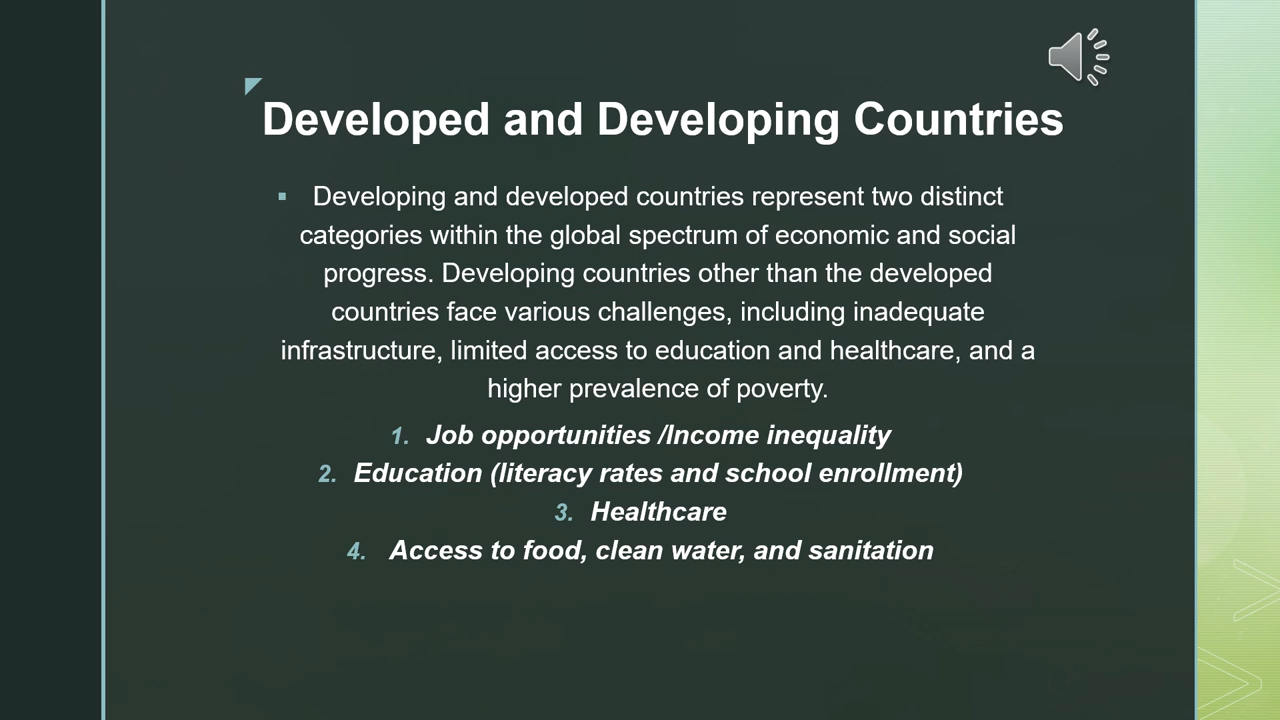 Developed and Developing Countries
▪ Developing and developed countries represent two distinct
categories within the global spectrum of economic and social
progress. Developing countries other than the developed
countries face various challenges, including inadequate
infrastructure, limited access to education and healthcare, and a
higher prevalence of poverty.
1. Job opportunities /Income inequality
2. Education (literacy rates and school enrollment)
3. Healthcare
4. Access to food, clean water, and sanitation